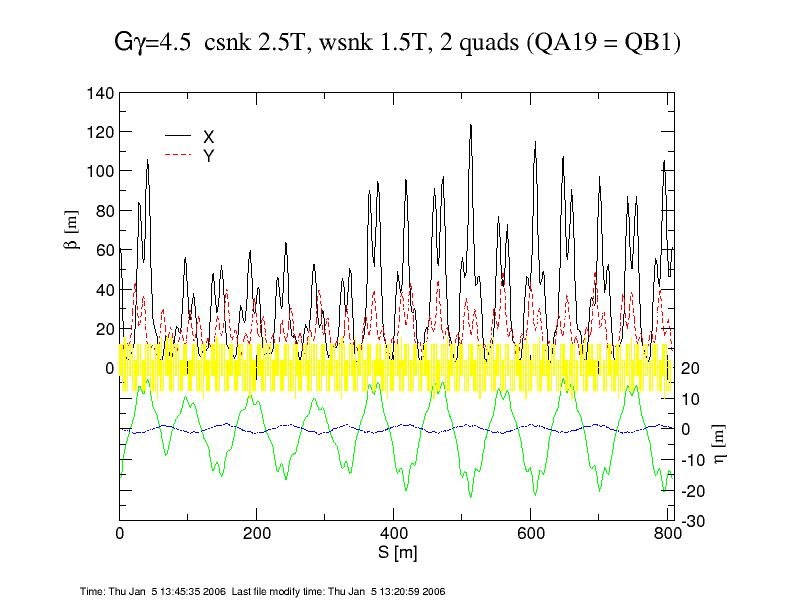 Gγ=4.5 csnk 2.5T, wsnk 1.5T, 2 quads (QA19 = QB1)
140
120
100
80
60
40
20
0
β [m]
X
Y
20
10
0
-10
-20
-30
η [m]
0 200 400 600 800
S [m]
Time: Thu Jan 5 13:45:35 2006 Last file modify time: Thu Jan 5 13:20:59 2006